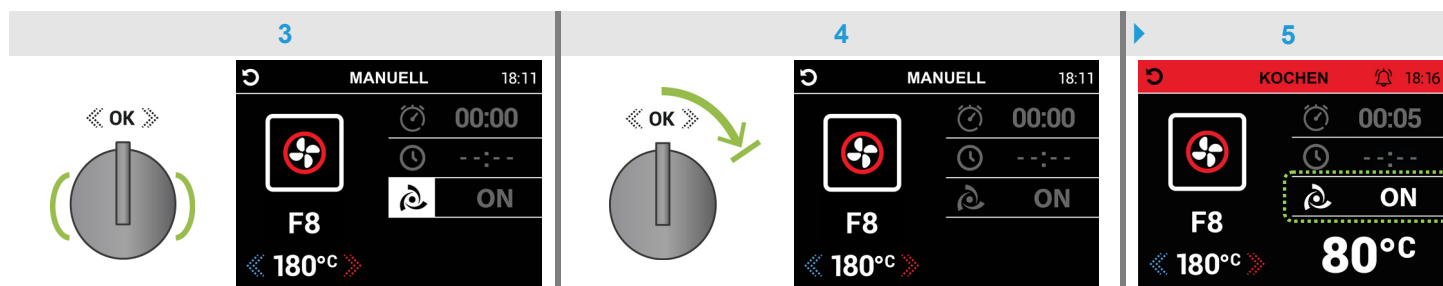 3
4
5
« OK »
MANUELL 18:11
00:00
--:--
ON
F8
180°C
« OK »
MANUELL 18:11
00:00
--:--
ON
F8
180°C
KOCHEN 18:16
00:05
--:--
ON
F8
180°C
80°C